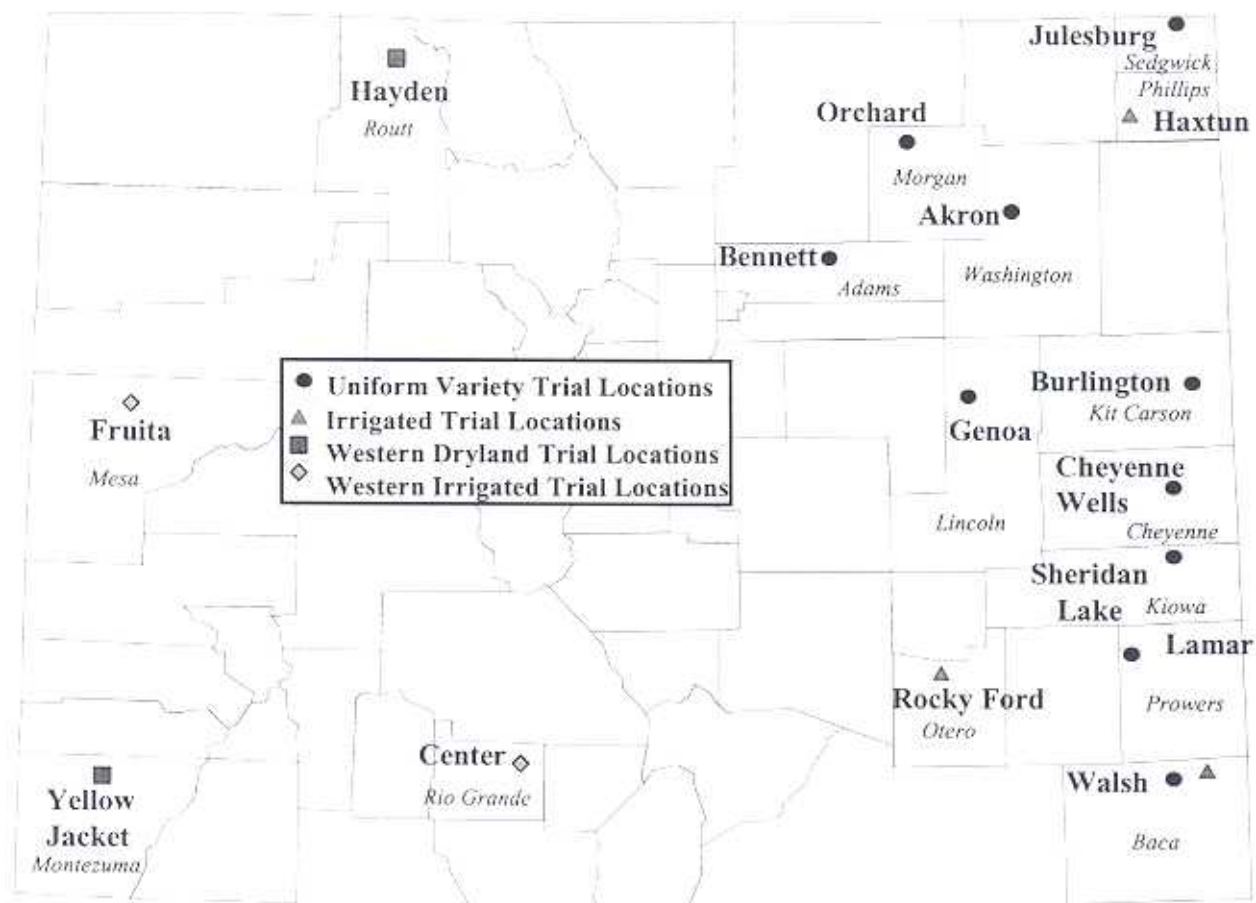 Julesburg
Sedgwick
Phillips
Haxtun
Hayden
Routt
Orchard
Morgan
Akron
Washington
Bennett
Adams
Uniform Variety Trial Locations
Irrigated Trial Locations
Western Dryland Trial Locations
Western Irrigated Trial Locations
Fruita
Mesa
Burlington
Kit Carson
Genoa
Lincoln
Cheyenne
Wells
Cheyenne
Sheridan
Lake
Kiowa
Lamar
Prowers
Rocky Ford
Otero
Center
Rio Grande
Walsh
Baca
Yellow
Jacket
Montezuma